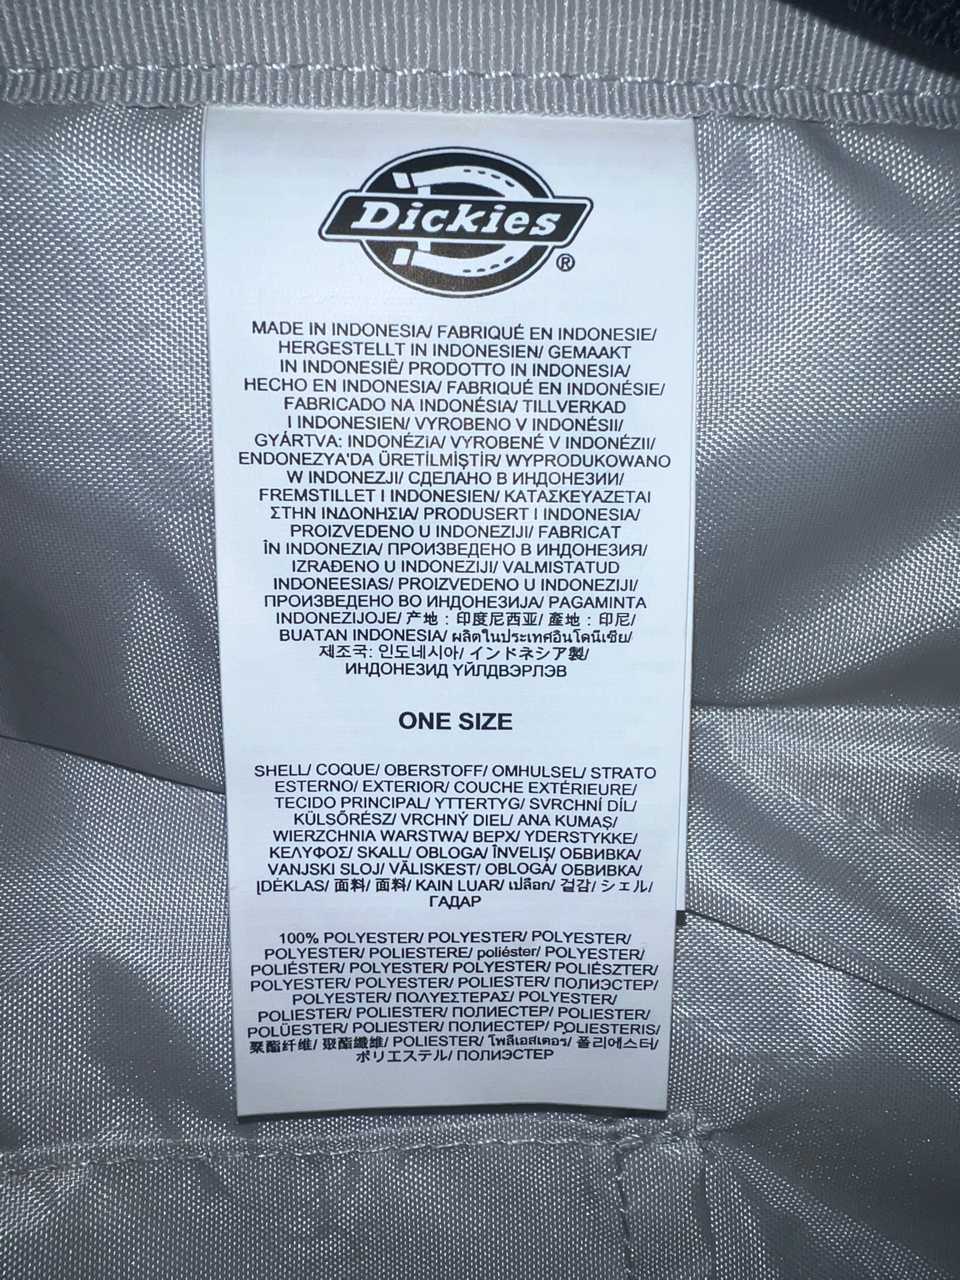 Dickies®
MADE IN INDONESIA/ FABRIQUÉ EN INDONESIE/
HERGESTELLT IN INDONESIEN/ GEMAAKT
IN INDONESIË/ PRODOTTO IN INDONESIA/
HECHO EN INDONESIA/ FABRIQUÉ EN INDONÉSIE/
FABRICADO NA INDONÉSIA/ TILLVERKAD
I INDONESIEN/ VYROBENO V INDONÉSII/
GYÁRTVA: INDONÉZiA/ VYROBENÉ V INDONÉZII/
ENDONEZYA'DA ÜRETİLMİŞTİR/ WYPRODUKOWANO
W INDONEZJI/ СДЕЛАНО В ИНДОНЕЗИИ/
FREMSTILLET I INDONESIEN/ ΚΑΤΑΣΚΕΥΑΖΕΤΑΙ
ΣΤΗΝ ΙΝΔΟΝΗΣΙΑ/ PRODUSERT I INDONESIA/
PROIZVEDENO U INDONEZIJI/ FABRICAT
ÎN INDONEZIA/ ПРОИЗВЕДЕНО В ИНДОНЕЗИЯ/
IZRAĐENO U INDONEZIJI/ VALMISTATUD
INDONEESIAS/ PROIZVEDENO U INDONEZIJI/
ПРОИЗВЕДЕНО ВО ИНДОНЕЗИЈА/ PAGAMINTA
INDONEZIJOJE/ 产地：印度尼西亚/ 產地：印尼/
BUATAN INDONESIA/ ผลิตในประเทศอินโดนีเซีย/
제조국: 인도네시아/ インドネシア製/
ИНДОНЕЗИД ҮЙЛДВЭРЛЭВ
ONE SIZE
SHELL/ COQUE/ OBERSTOFF/ OMHULSEL/ STRATO
ESTERNO/ EXTERIOR/ COUCHE EXTÉRIEURE/
TECIDO PRINCIPAL/ YTTERTYG/ SVRCHNÍ DÍL/
KÜLSŐRÉSZ/ VRCHNÝ DIEL/ ANA KUMAŞ/
WIERZCHNIA WARSTWA/ ВЕРХ/ YDERSTYKKE/
ΚΕΛΥΦΟΣ/ SKALL/ OBLOGA/ ÎNVELIŞ/ ОБВИВКА/
VANJSKI SLOJ/ VÄLISKEST/ OBLOGA/ ОБВИВКА/
ĮDĖKLAS/ 面料/ 面料/ KAIN LUAR/ เปลือก/ 겉감/ シェル/
ГАДАР
100% POLYESTER/ POLYESTER/ POLYESTER/
POLYESTER/ POLIESTERE/ poliéster/ POLYESTER/
POLIÉSTER/ POLYESTER/ POLYESTER/ POLIÉSZTER/
POLYESTER/ POLYESTER/ POLIESTER/ ПОЛИЭСТЕР/
POLYESTER/ ΠΟΛΥΕΣΤΕΡΑΣ/ POLYESTER/
POLIESTER/ POLIESTER/ ПОЛИЕСТЕР/ POLIESTER/
POLÜESTER/ POLIESTER/ ПОЛИЕСТЕР/ POLIESTERIS/
聚酯纤维/ 聚酯纖維/ POLIESTER/ โพลีเอสเตอร์/ 폴리에스터/
ポリエステル/ ПОЛИЭСТЕР